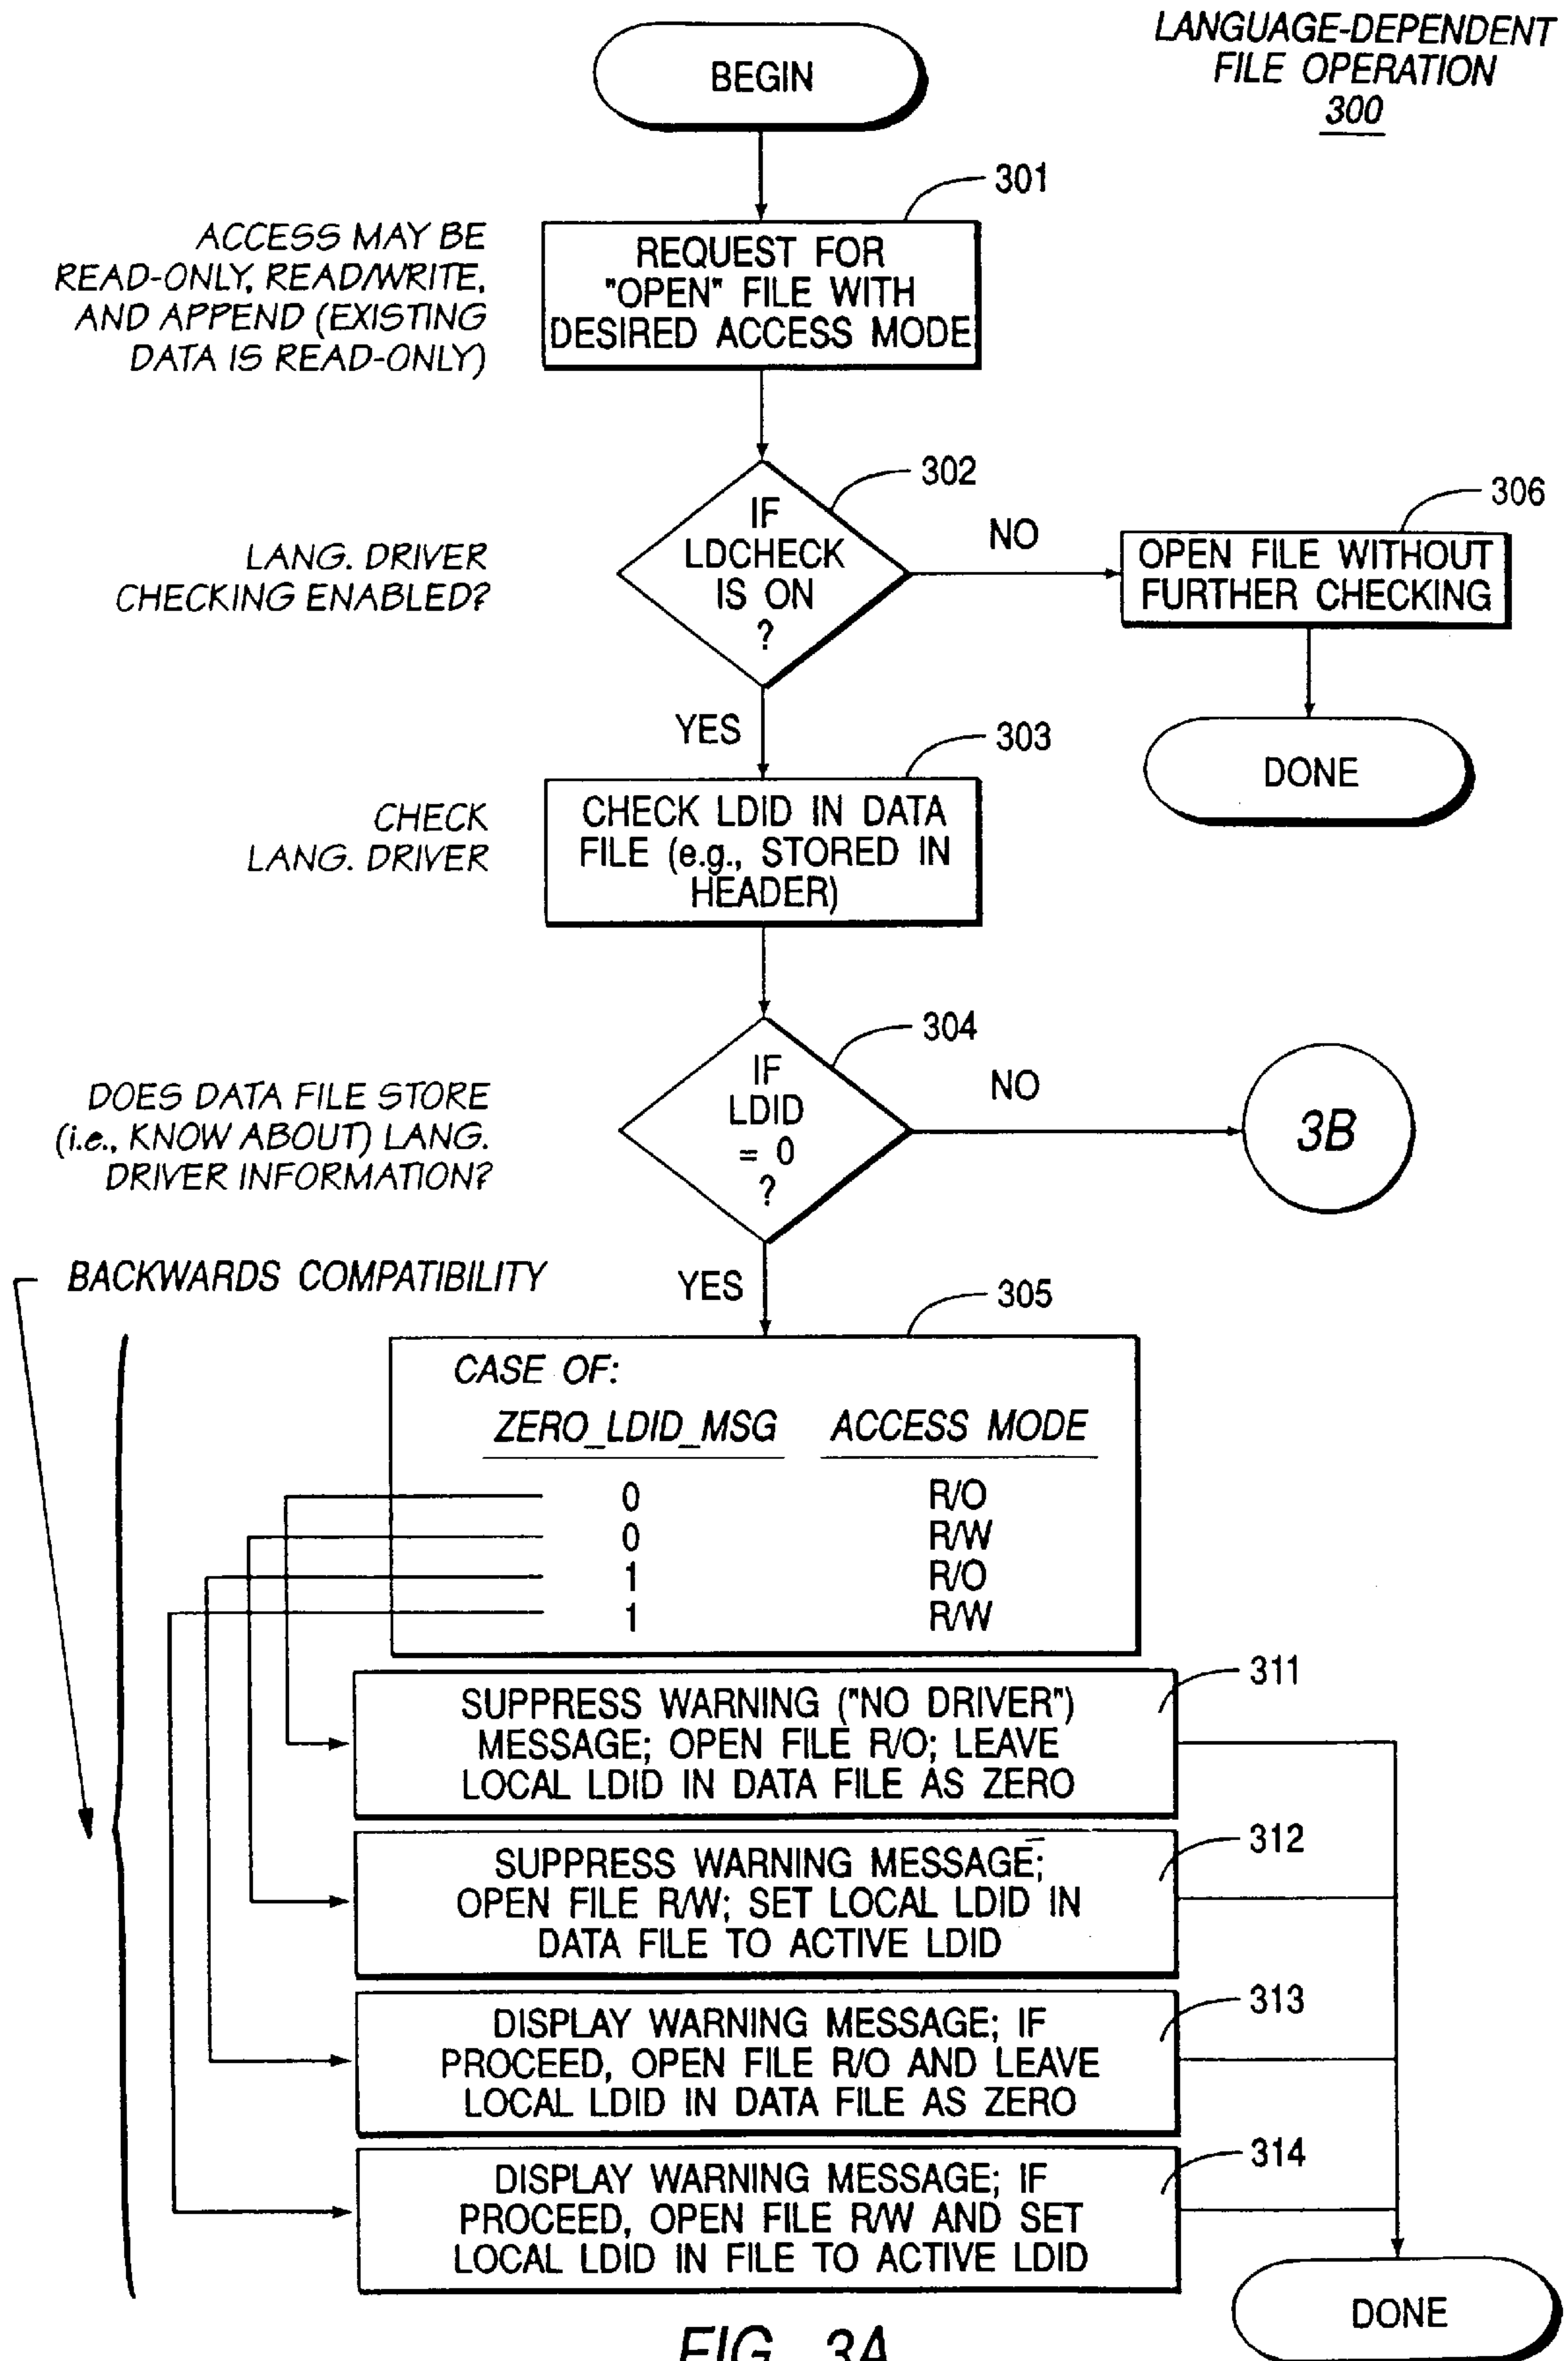 LANGUAGE-DEPENDENT
FILE OPERATION
300
BEGIN
301
ACCESS MAY BE
READ-ONLY, READ/WRITE,
AND APPEND (EXISTING
DATA IS READ-ONLY)
REQUEST FOR
"OPEN" FILE WITH
DESIRED ACCESS MODE
302
LANG. DRIVER
CHECKING ENABLED?
IF
LDCHECK
IS ON
?
NO
306
OPEN FILE WITHOUT
FURTHER CHECKING
DONE
YES
303
CHECK
LANG. DRIVER
CHECK LDID IN DATA
FILE (e.g., STORED IN
HEADER)
304
DOES DATA FILE STORE
(i.e., KNOW ABOUT) LANG.
DRIVER INFORMATION?
IF
LDID
= 0
?
NO
3B
BACKWARDS COMPATIBILITY
YES
305
CASE OF:
ZERO_LDID_MSG ACCESS MODE
0 R/O
0 R/W
1 R/O
1 R/W
311
SUPPRESS WARNING ("NO DRIVER")
MESSAGE; OPEN FILE R/O; LEAVE
LOCAL LDID IN DATA FILE AS ZERO
312
SUPPRESS WARNING MESSAGE;
OPEN FILE R/W; SET LOCAL LDID IN
DATA FILE TO ACTIVE LDID
313
DISPLAY WARNING MESSAGE; IF
PROCEED, OPEN FILE R/O AND LEAVE
LOCAL LDID IN DATA FILE AS ZERO
314
DISPLAY WARNING MESSAGE; IF
PROCEED, OPEN FILE R/W AND SET
LOCAL LDID IN FILE TO ACTIVE LDID
DONE
FIG. 3A